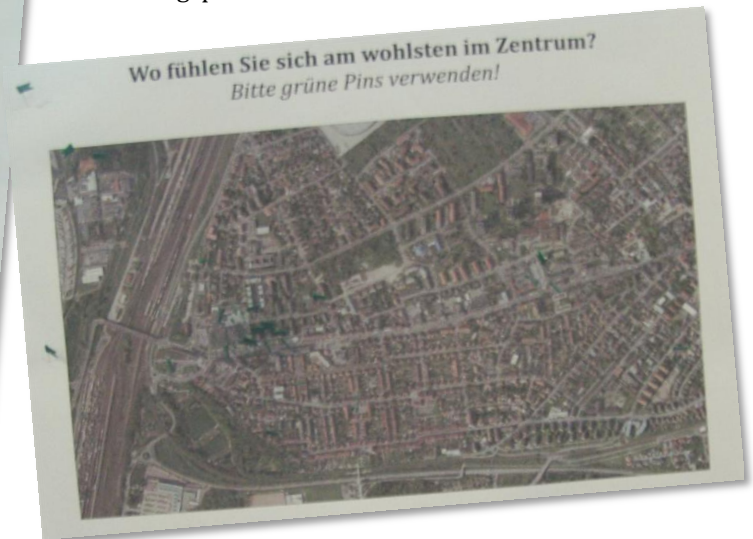 Wo fühlen Sie sich am wohlsten im Zentrum?
Bitte grüne Pins verwenden!